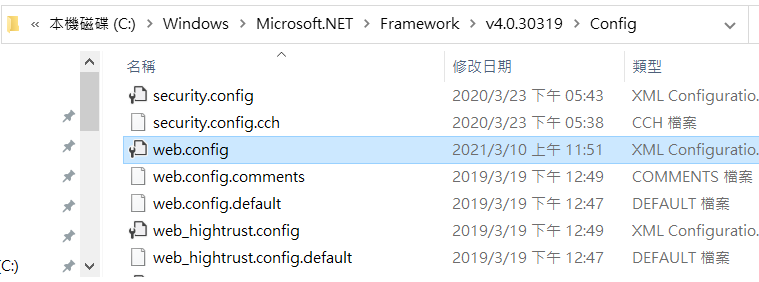 « 本機磁碟 (C:) > Windows > Microsoft.NET > Framework > v4.0.30319 > Config >
名稱 修改日期 類型
security.config 2020/3/23 下午 05:43 XML Configuratio...
security.config.cch 2020/3/23 下午 05:38 CCH 檔案
web.config 2021/3/10 上午 11:51 XML Configuratio...
web.config.comments 2019/3/19 下午 12:49 COMMENTS 檔案
web.config.default 2019/3/19 下午 12:47 DEFAULT 檔案
web_hightrust.config 2019/3/19 下午 12:49 XML Configuratio...
web_hightrust.config.default 2019/3/19 下午 12:47 DEFAULT 檔案
(C:)